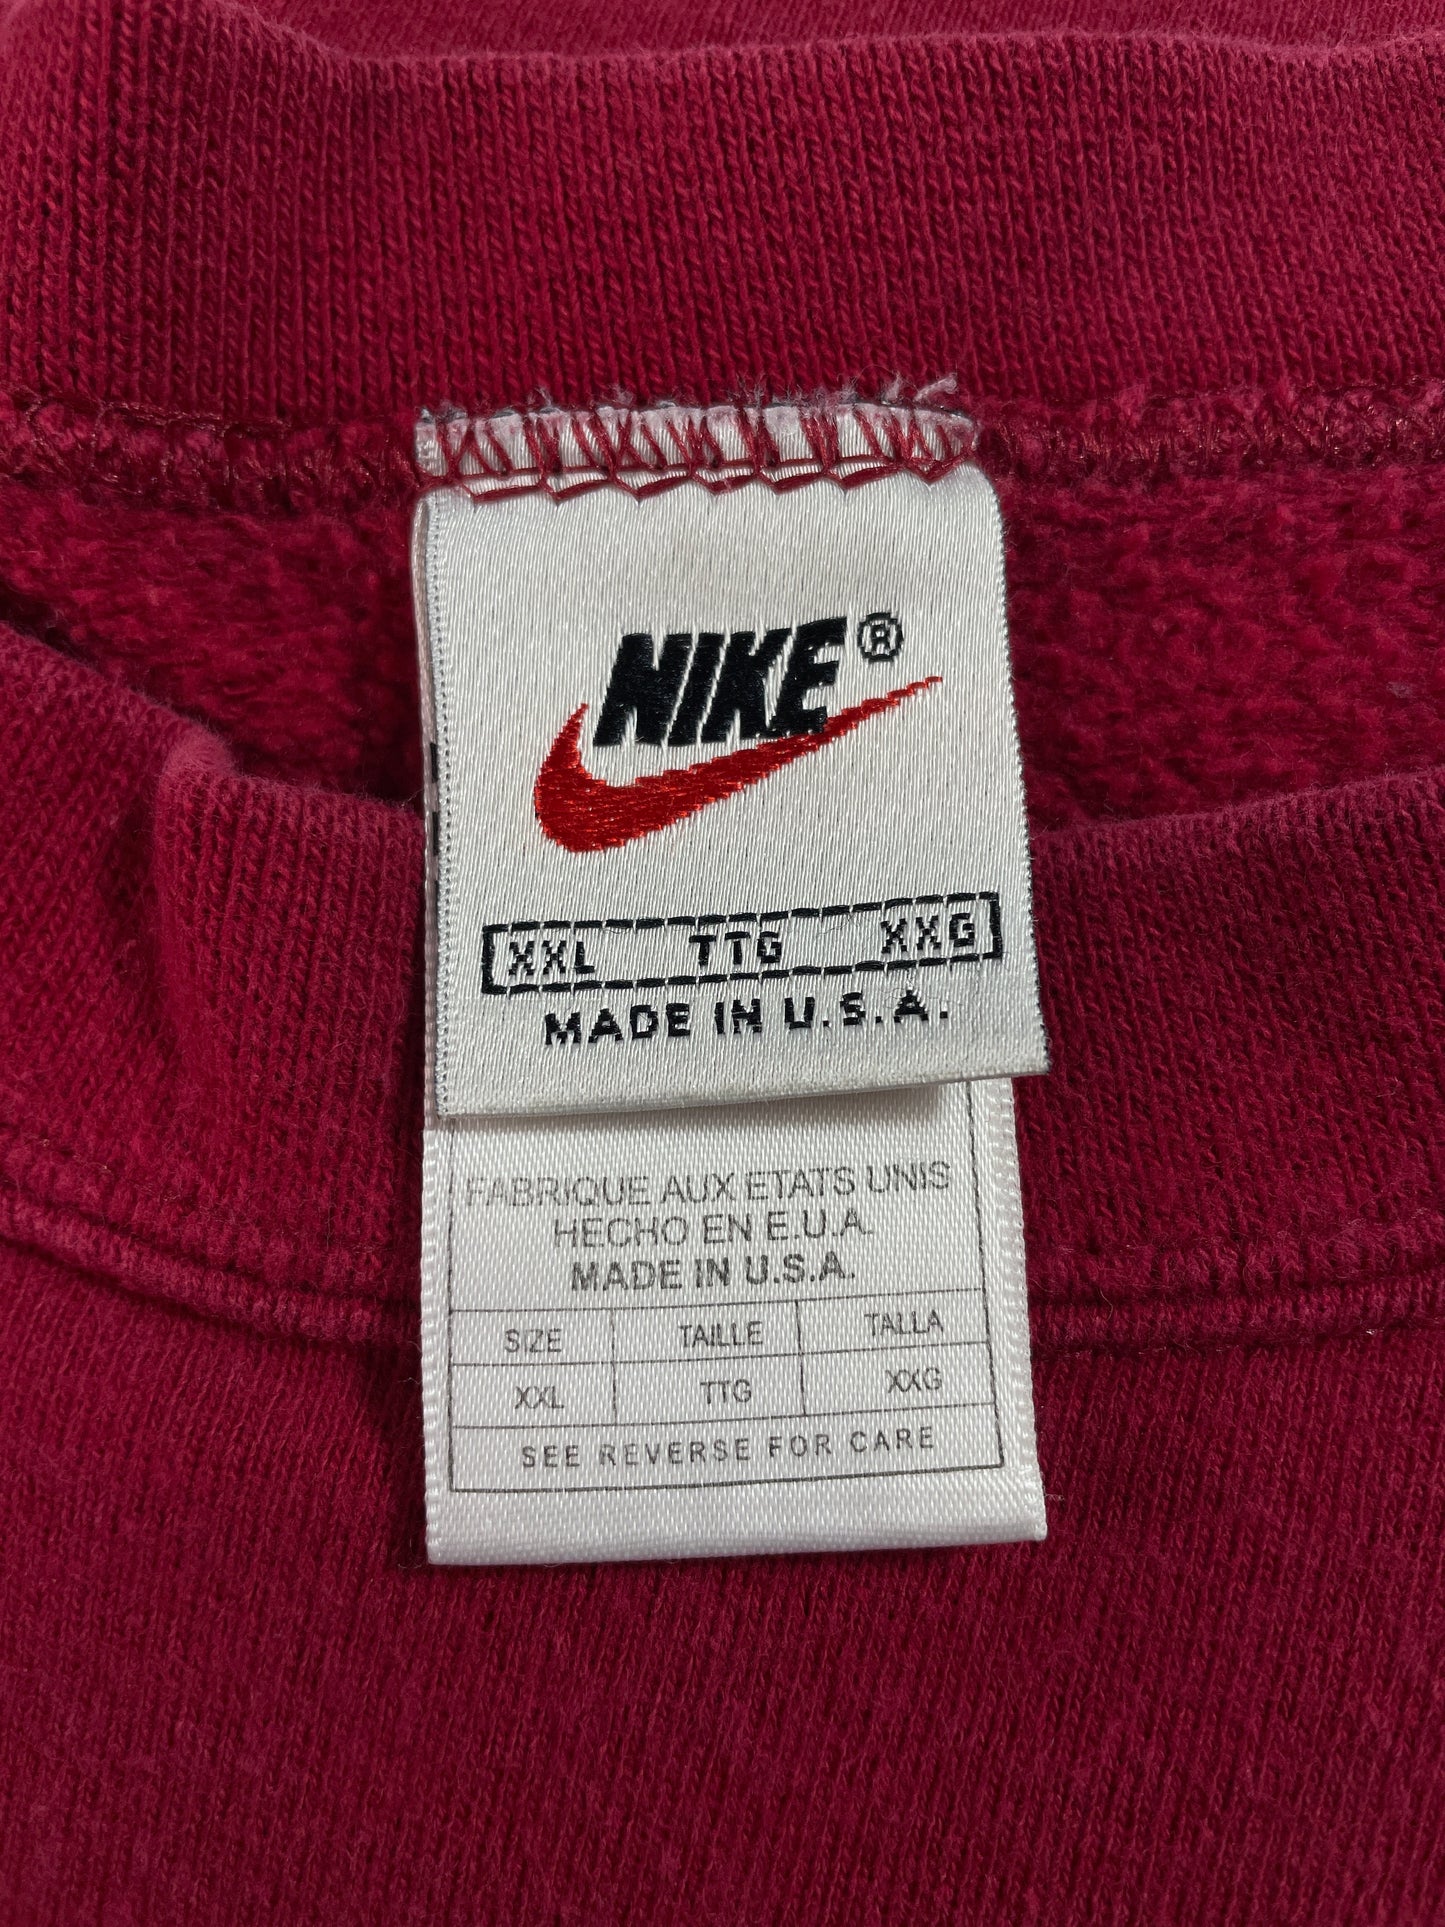 NIKE®
XXL TTG XXG
MADE IN U.S.A.
FABRIQUE AUX ETATS UNIS
HECHO EN E.U.A.
MADE IN U.S.A.
SIZE TAILLE TALLA
XXL TTG XXG
SEE REVERSE FOR CARE